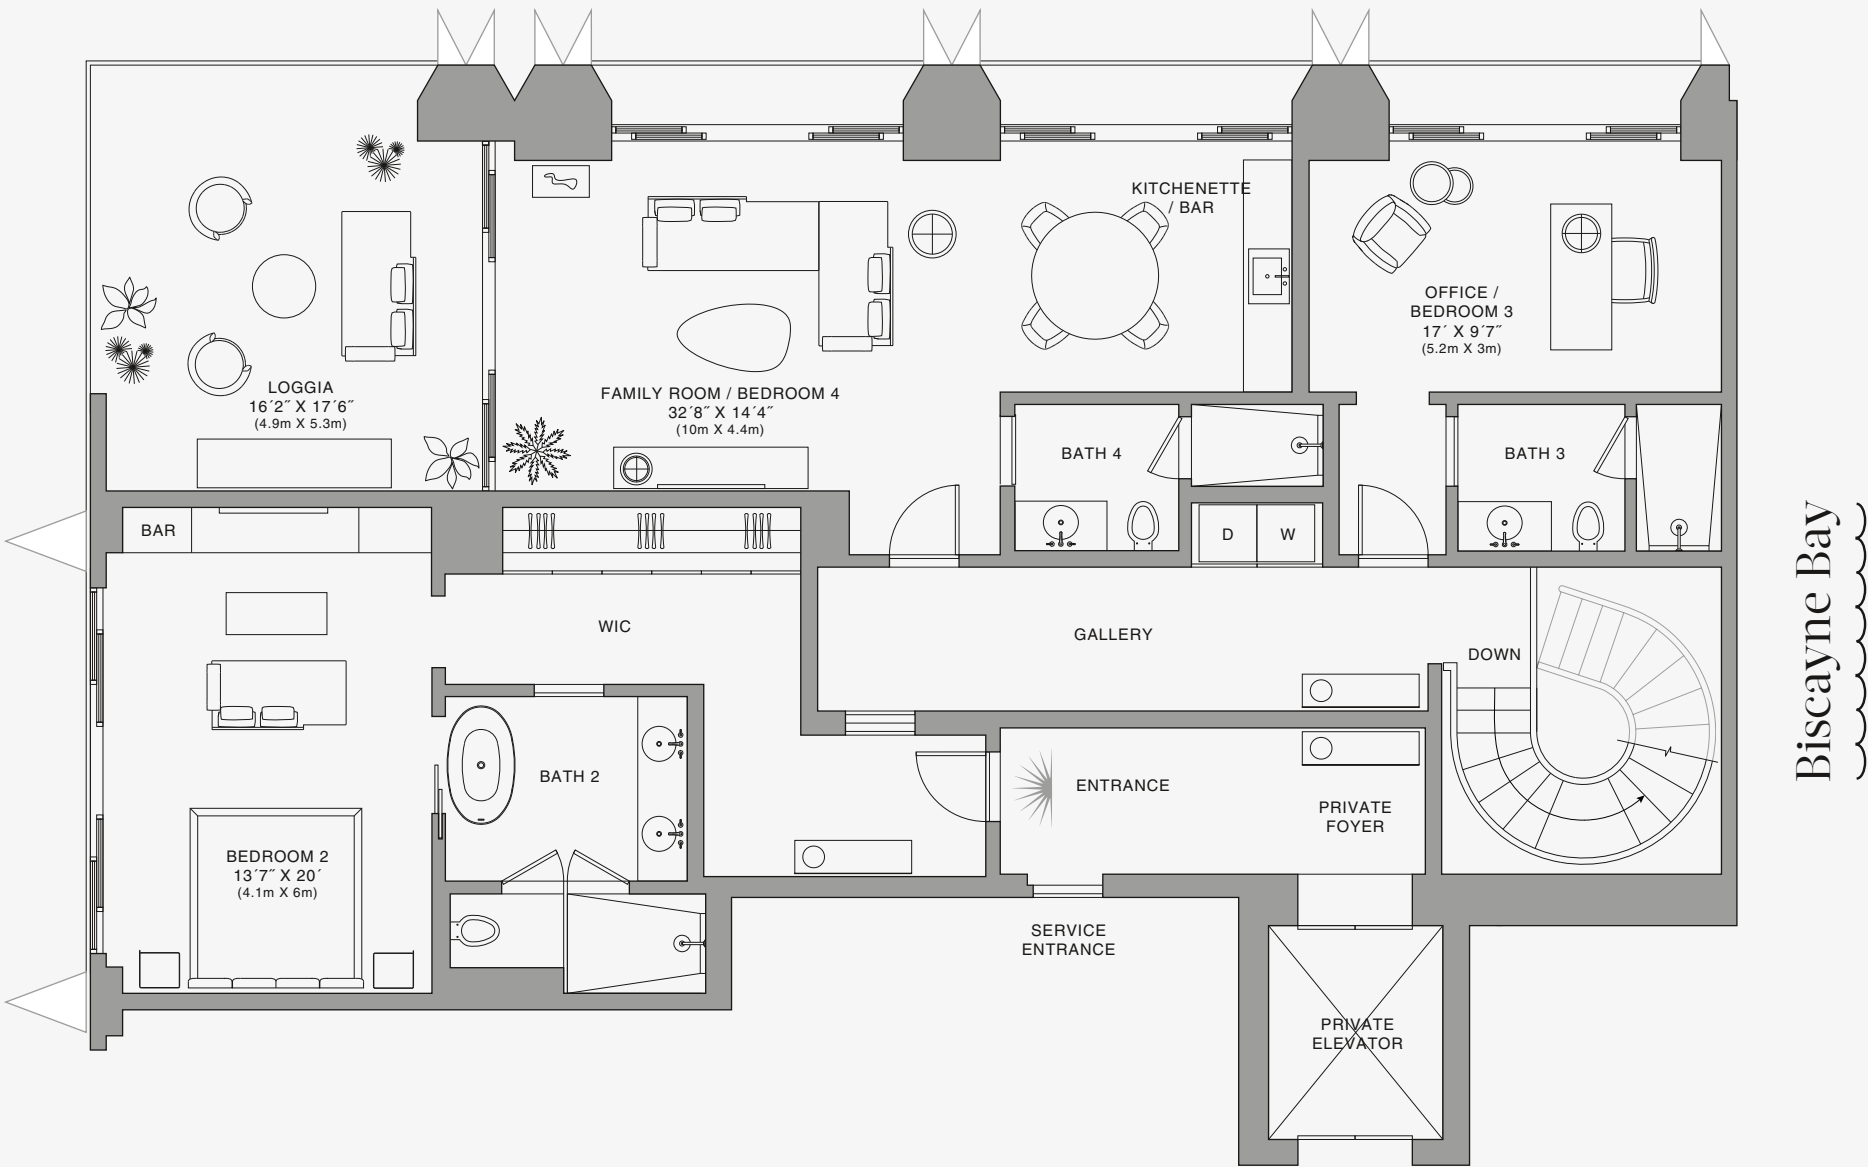 KITCHENETTE
/ BAR
OFFICE /
BEDROOM 3
17´ X 9´7˝
(5.2m X 3m)
LOGGIA
16´2˝ X 17´6˝
(4.9m X 5.3m)
FAMILY ROOM / BEDROOM 4
32´8˝ X 14´4˝
(10m X 4.4m)
BATH 4
BATH 3
BAR
D
W
WIC
GALLERY
DOWN
BATH 2
ENTRANCE
PRIVATE
FOYER
BEDROOM 2
13´7˝ X 20´
(4.1m X 6m)
SERVICE
ENTRANCE
PRIVATE
ELEVATOR
Biscayne Bay